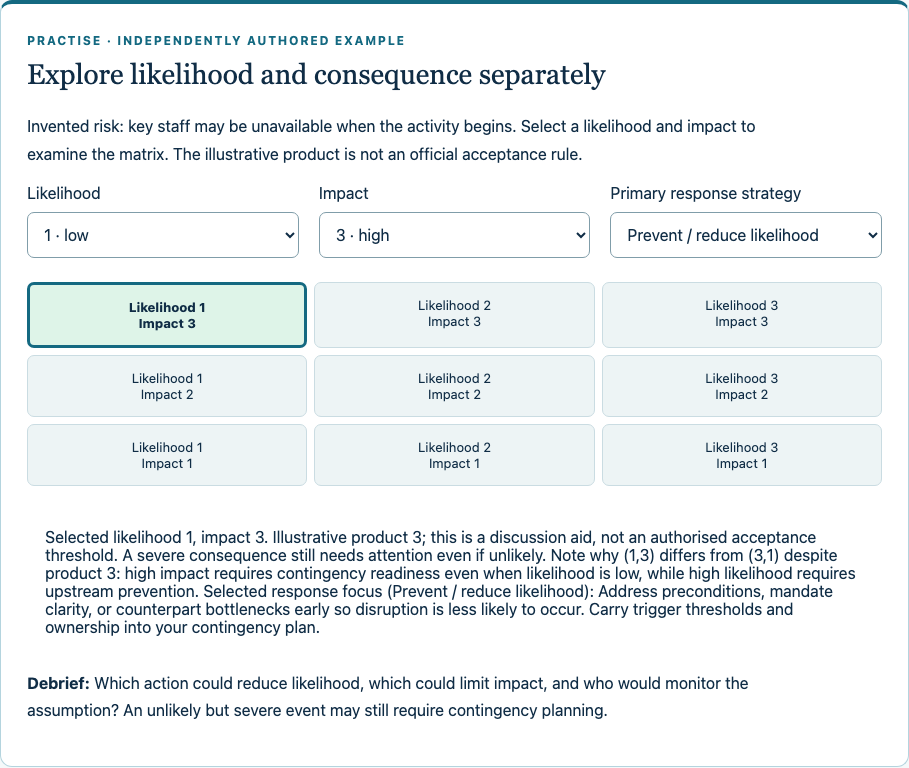 PRACTISE · INDEPENDENTLY AUTHORED EXAMPLE
Explore likelihood and consequence separately
Invented risk: key staff may be unavailable when the activity begins. Select a likelihood and impact to
examine the matrix. The illustrative product is not an official acceptance rule.
Likelihood
Impact
Primary response strategy
1 · low
3 · high
Prevent / reduce likelihood
Likelihood 1
Impact 3
Likelihood 2
Impact 3
Likelihood 3
Impact 3
Likelihood 1
Impact 2
Likelihood 2
Impact 2
Likelihood 3
Impact 2
Likelihood 1
Impact 1
Likelihood 2
Impact 1
Likelihood 3
Impact 1
Selected likelihood 1, impact 3. Illustrative product 3; this is a discussion aid, not an authorised acceptance
threshold. A severe consequence still needs attention even if unlikely. Note why (1,3) differs from (3,1) despite
product 3: high impact requires contingency readiness even when likelihood is low, while high likelihood requires
upstream prevention. Selected response focus (Prevent / reduce likelihood): Address preconditions, mandate
clarity, or counterpart bottlenecks early so disruption is less likely to occur. Carry trigger thresholds and
ownership into your contingency plan.
Debrief: Which action could reduce likelihood, which could limit impact, and who would monitor the
assumption? An unlikely but severe event may still require contingency planning.